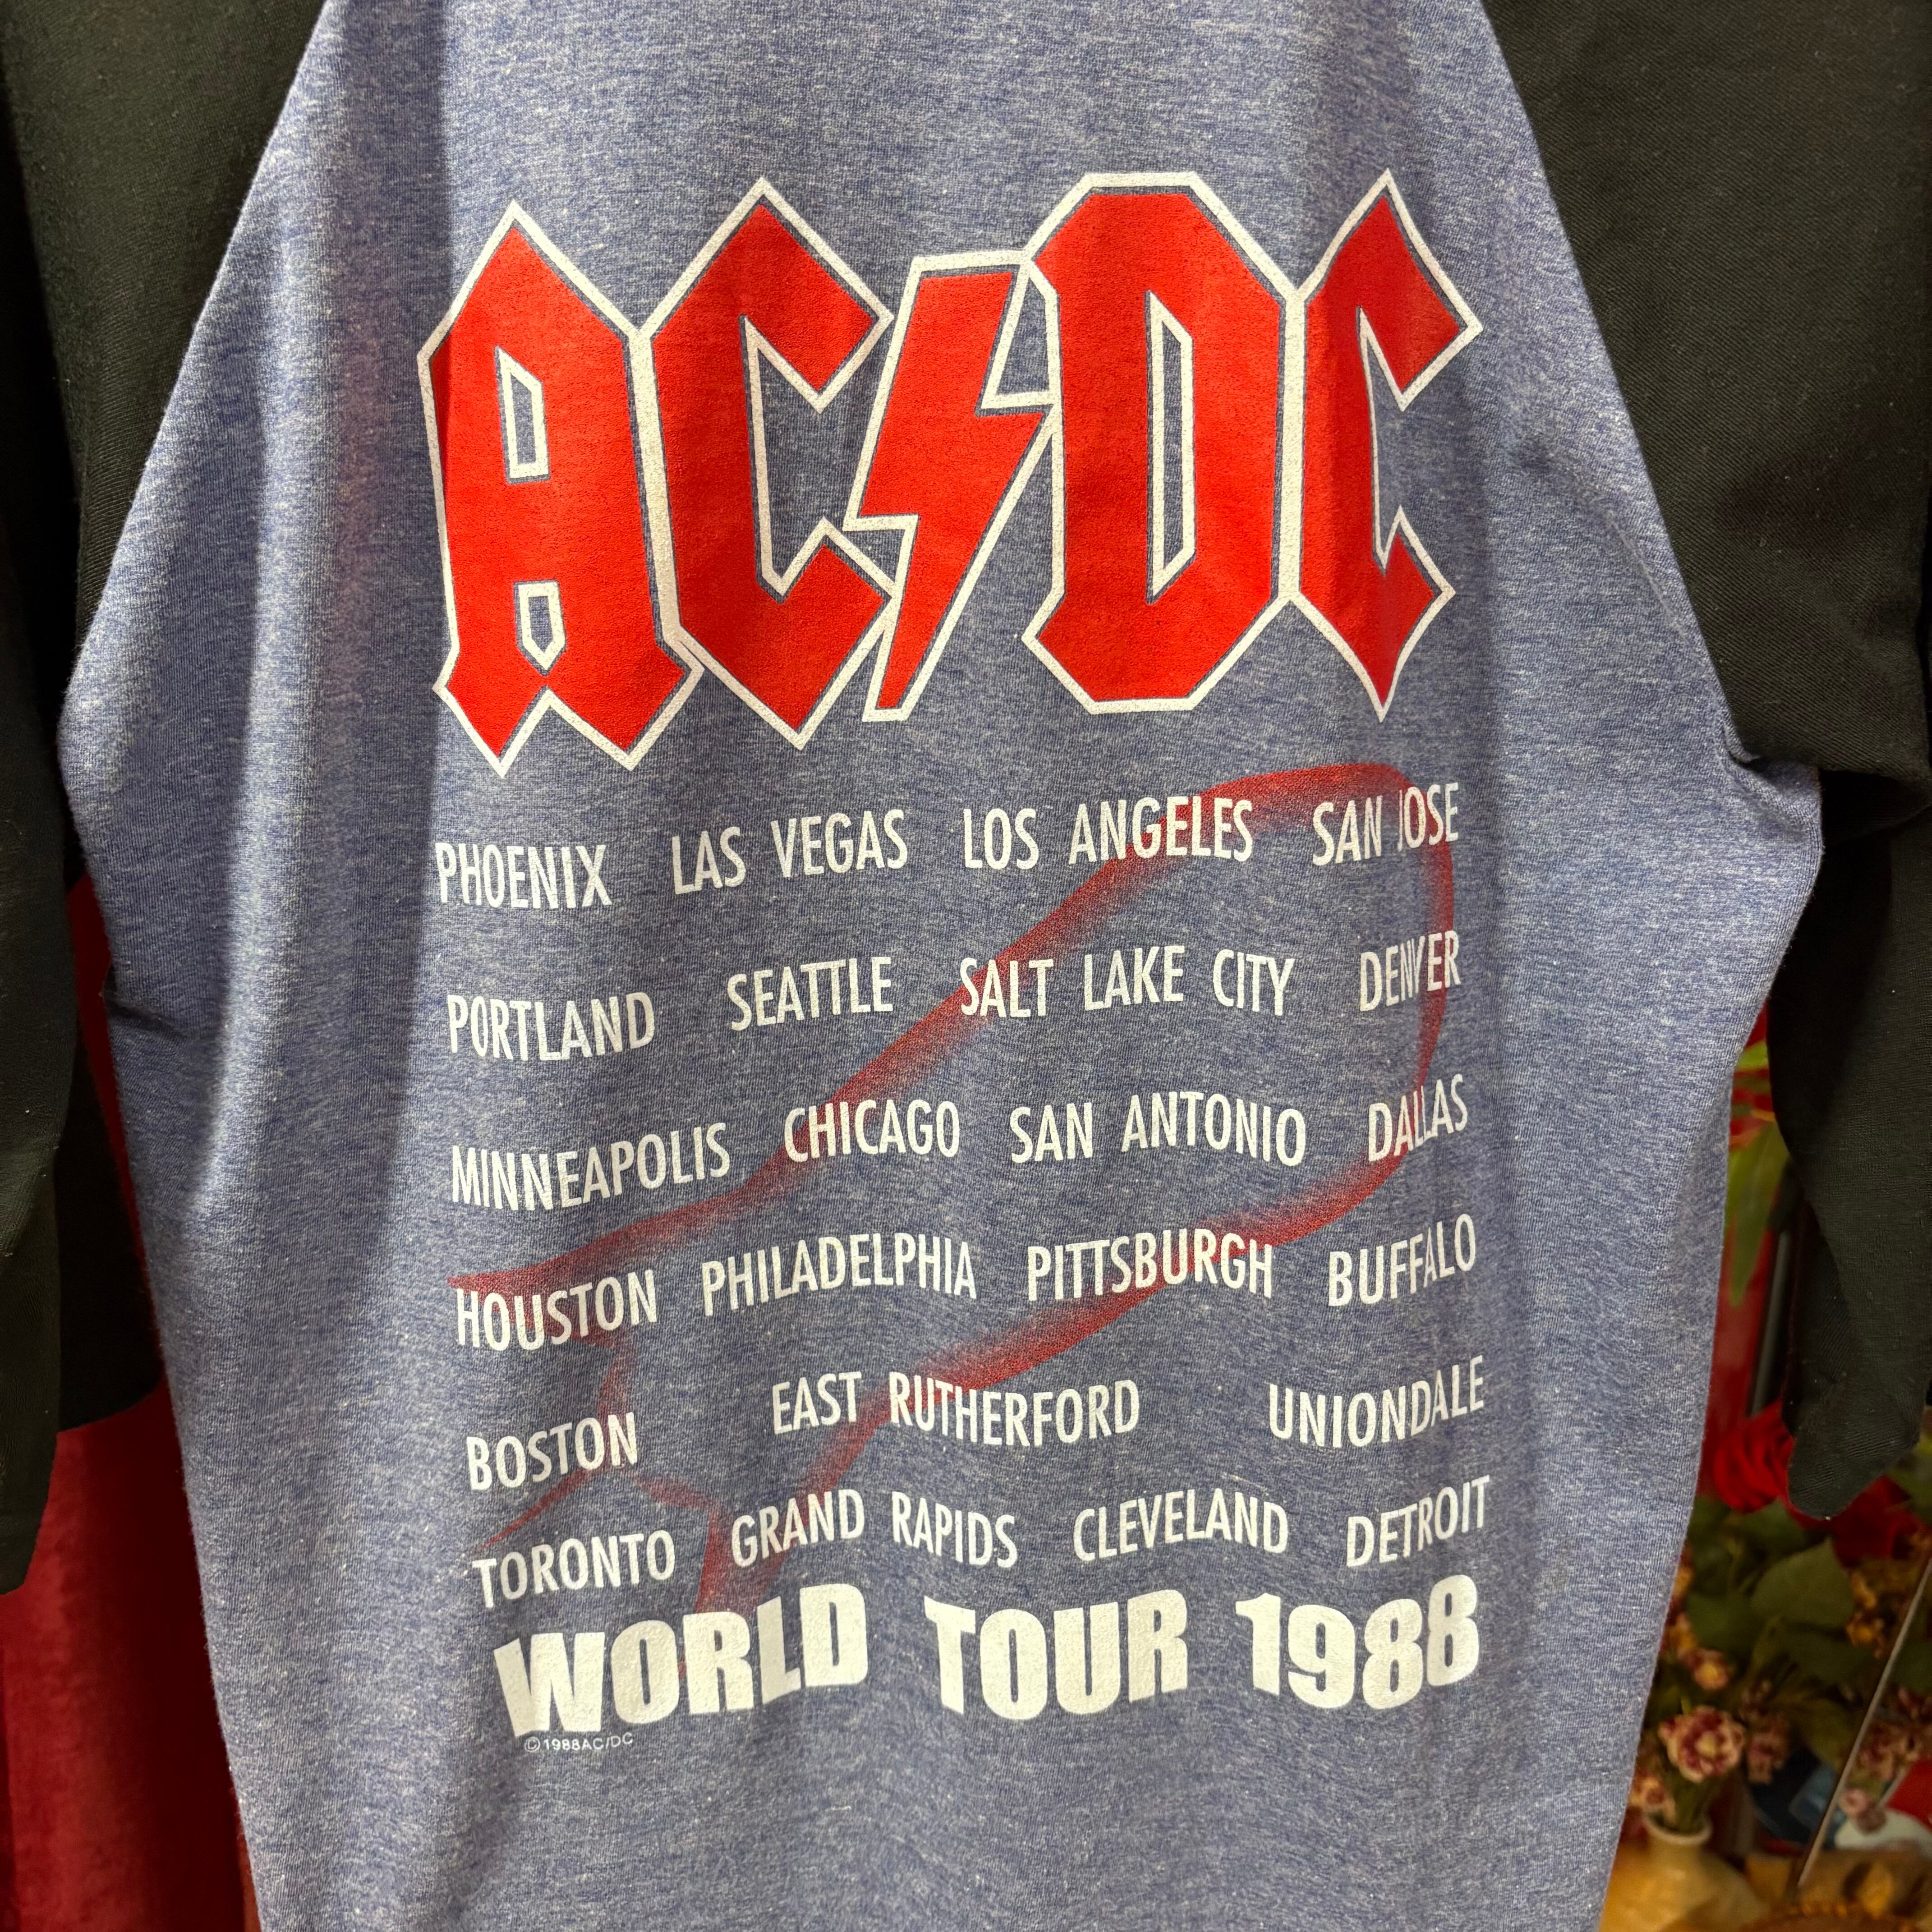 AC/DC
PHOENIX LAS VEGAS LOS ANGELES SAN JOSE
PORTLAND SEATTLE SALT LAKE CITY DENVER
MINNEAPOLIS CHICAGO SAN ANTONIO DALLAS
HOUSTON PHILADELPHIA PITTSBURGH BUFFALO
BOSTON EAST RUTHERFORD UNIONDALE
TORONTO GRAND RAPIDS CLEVELAND DETROIT
WORLD TOUR 1988
©1988AC/DC